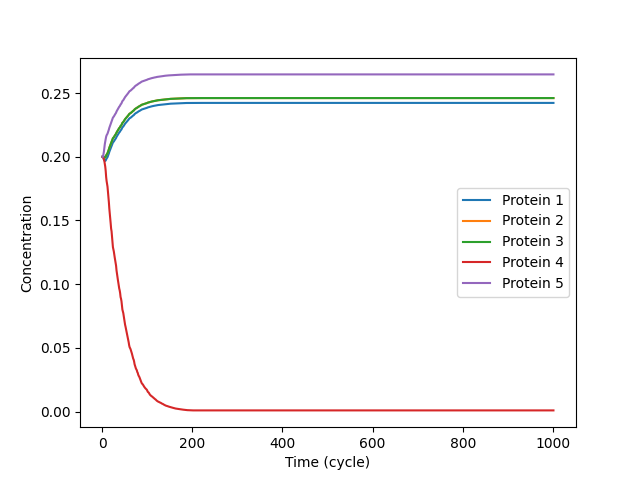 0.25
0.20
0.15
0.10
0.05
0.00
Concentration
Protein 1
Protein 2
Protein 3
Protein 4
Protein 5
0 200 400 600 800 1000
Time (cycle)